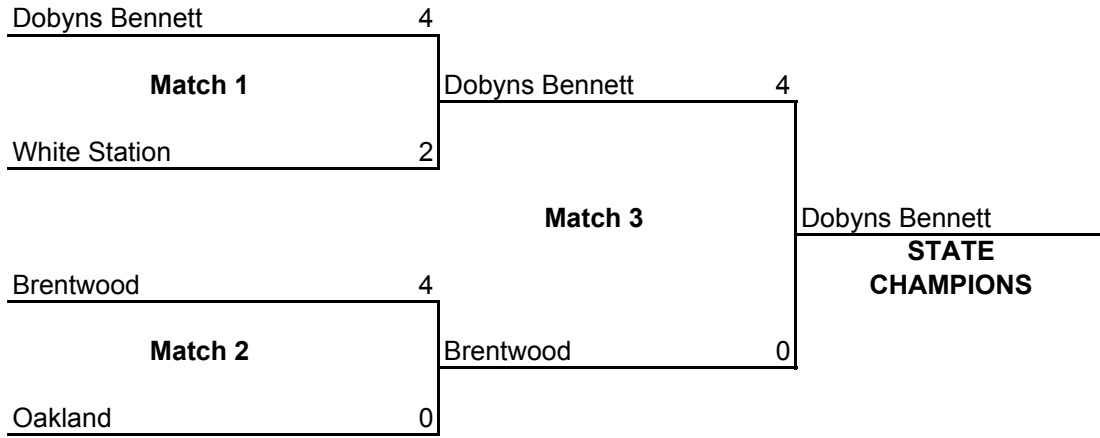 Dobyns Bennett 4
Match 1
Dobyns Bennett 4
White Station 2
Match 3
Dobyns Bennett
STATE
CHAMPIONS
Brentwood 4
Match 2
Brentwood 0
Oakland 0